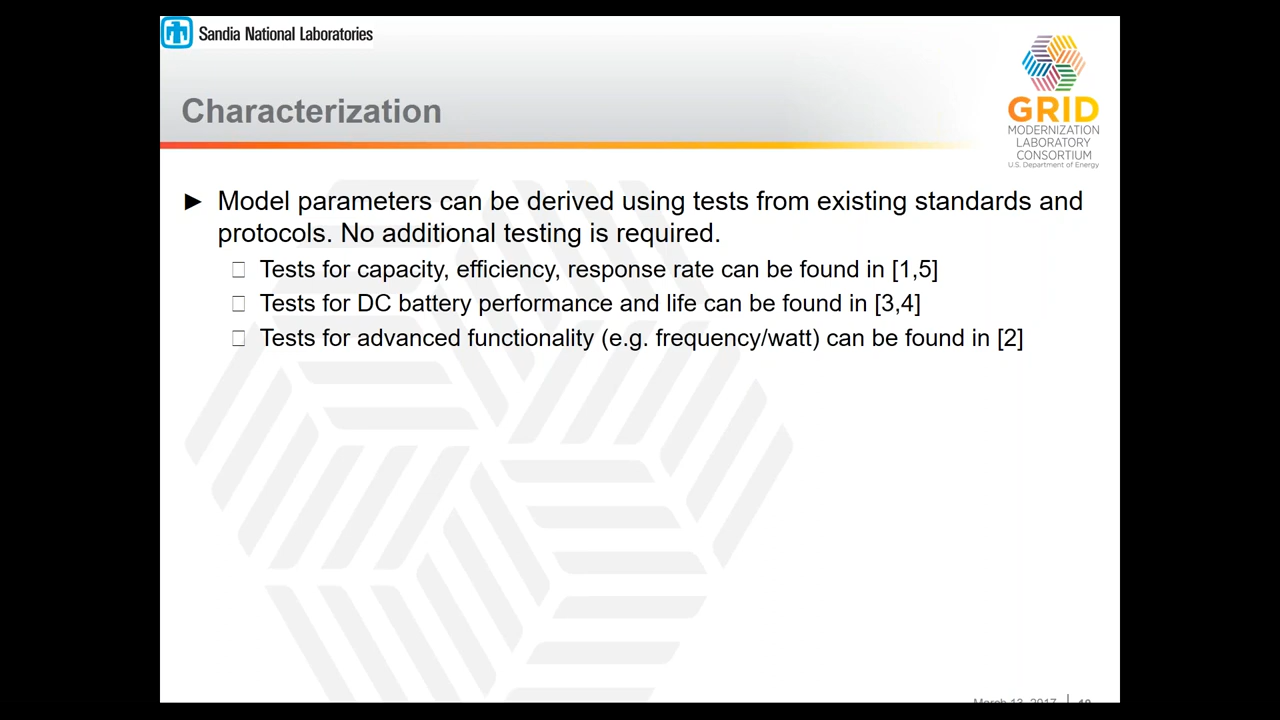 Sandia National Laboratories
GRID
MODERNIZATION
LABORATORY
CONSORTIUM
U.S. Department of Energy
Characterization
► Model parameters can be derived using tests from existing standards and
protocols. No additional testing is required.
□ Tests for capacity, efficiency, response rate can be found in [1,5]
□ Tests for DC battery performance and life can be found in [3,4]
□ Tests for advanced functionality (e.g. frequency/watt) can be found in [2]
March 13, 2017